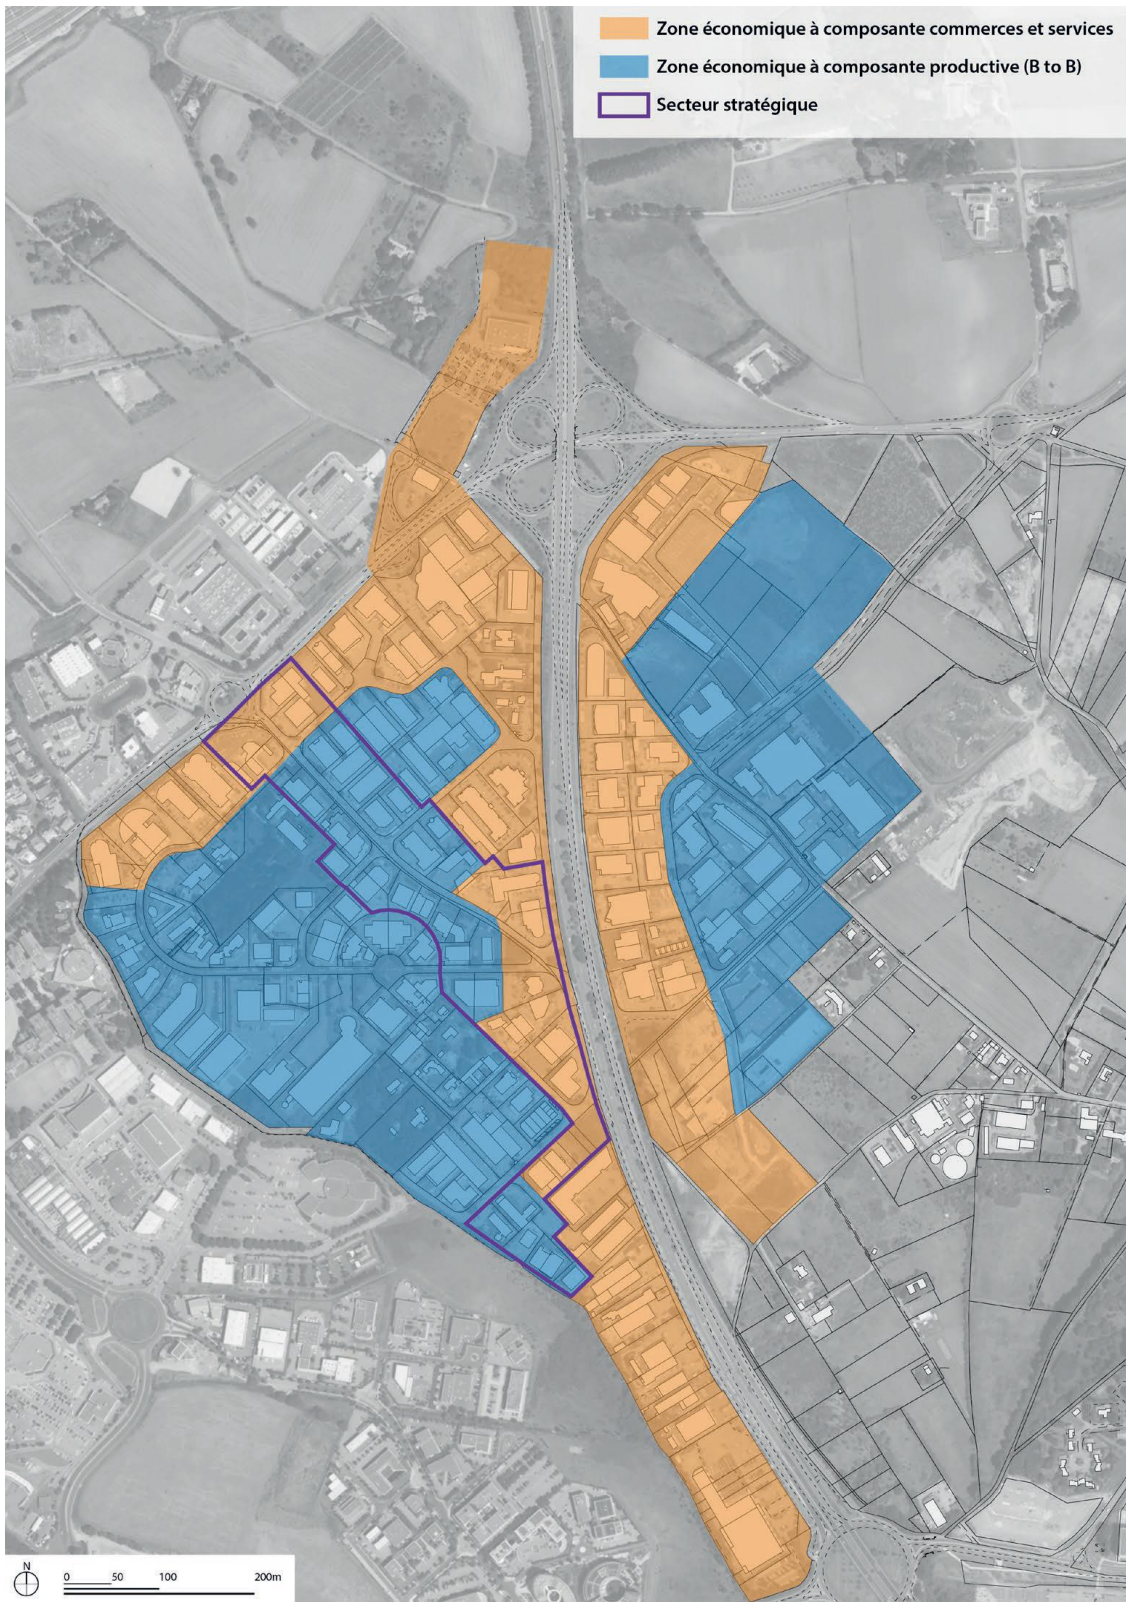 Zone économique à composante commerces et services
Zone économique à composante productive (B to B)
Secteur stratégique
N
0 50 100 200m